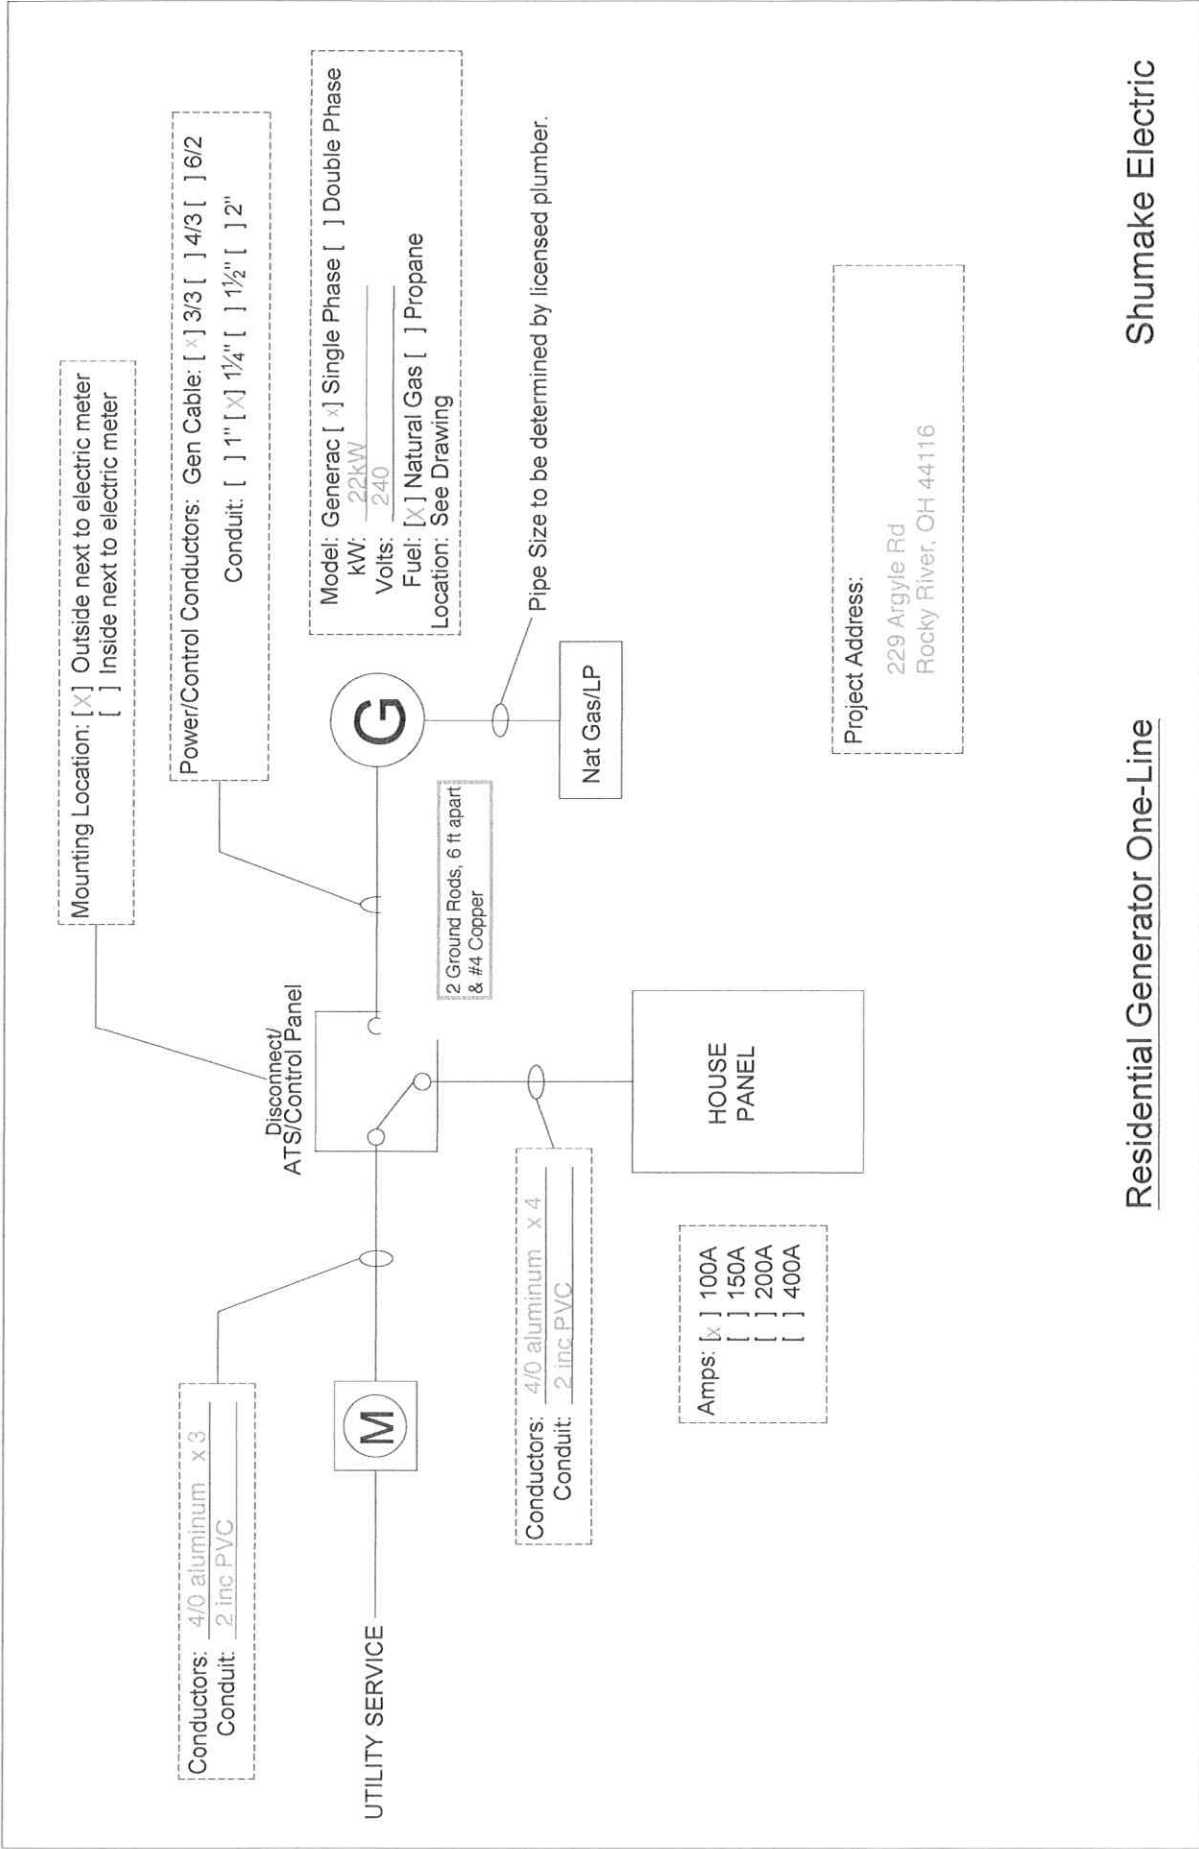 Mounting Location: [X] Outside next to electric meter
[ ] Inside next to electric meter
Conductors: 4/0 aluminum x 3
Conduit: 2 inc PVC
Power/Control Conductors: Gen Cable: [x] 3/3 [ ] 4/3 [ ] 6/2
Conduit: [ ] 1" [X] 1¼" [ ] 1½" [ ] 2"
Disconnect/
ATS/Control Panel
Model: Generac [x] Single Phase [ ] Double Phase
kW: 22kW
Volts: 240
Fuel: [X] Natural Gas [ ] Propane
Location: See Drawing
UTILITY SERVICE
M
G
2 Ground Rods, 6 ft apart
& #4 Copper
Pipe Size to be determined by licensed plumber.
Conductors: 4/0 aluminum x 4
Conduit: 2 inc PVC
Nat Gas/LP
HOUSE
PANEL
Amps: [x] 100A
[ ] 150A
[ ] 200A
[ ] 400A
Project Address:
229 Argyle Rd
Rocky River, OH 44116
Residential Generator One-Line
Shumake Electric